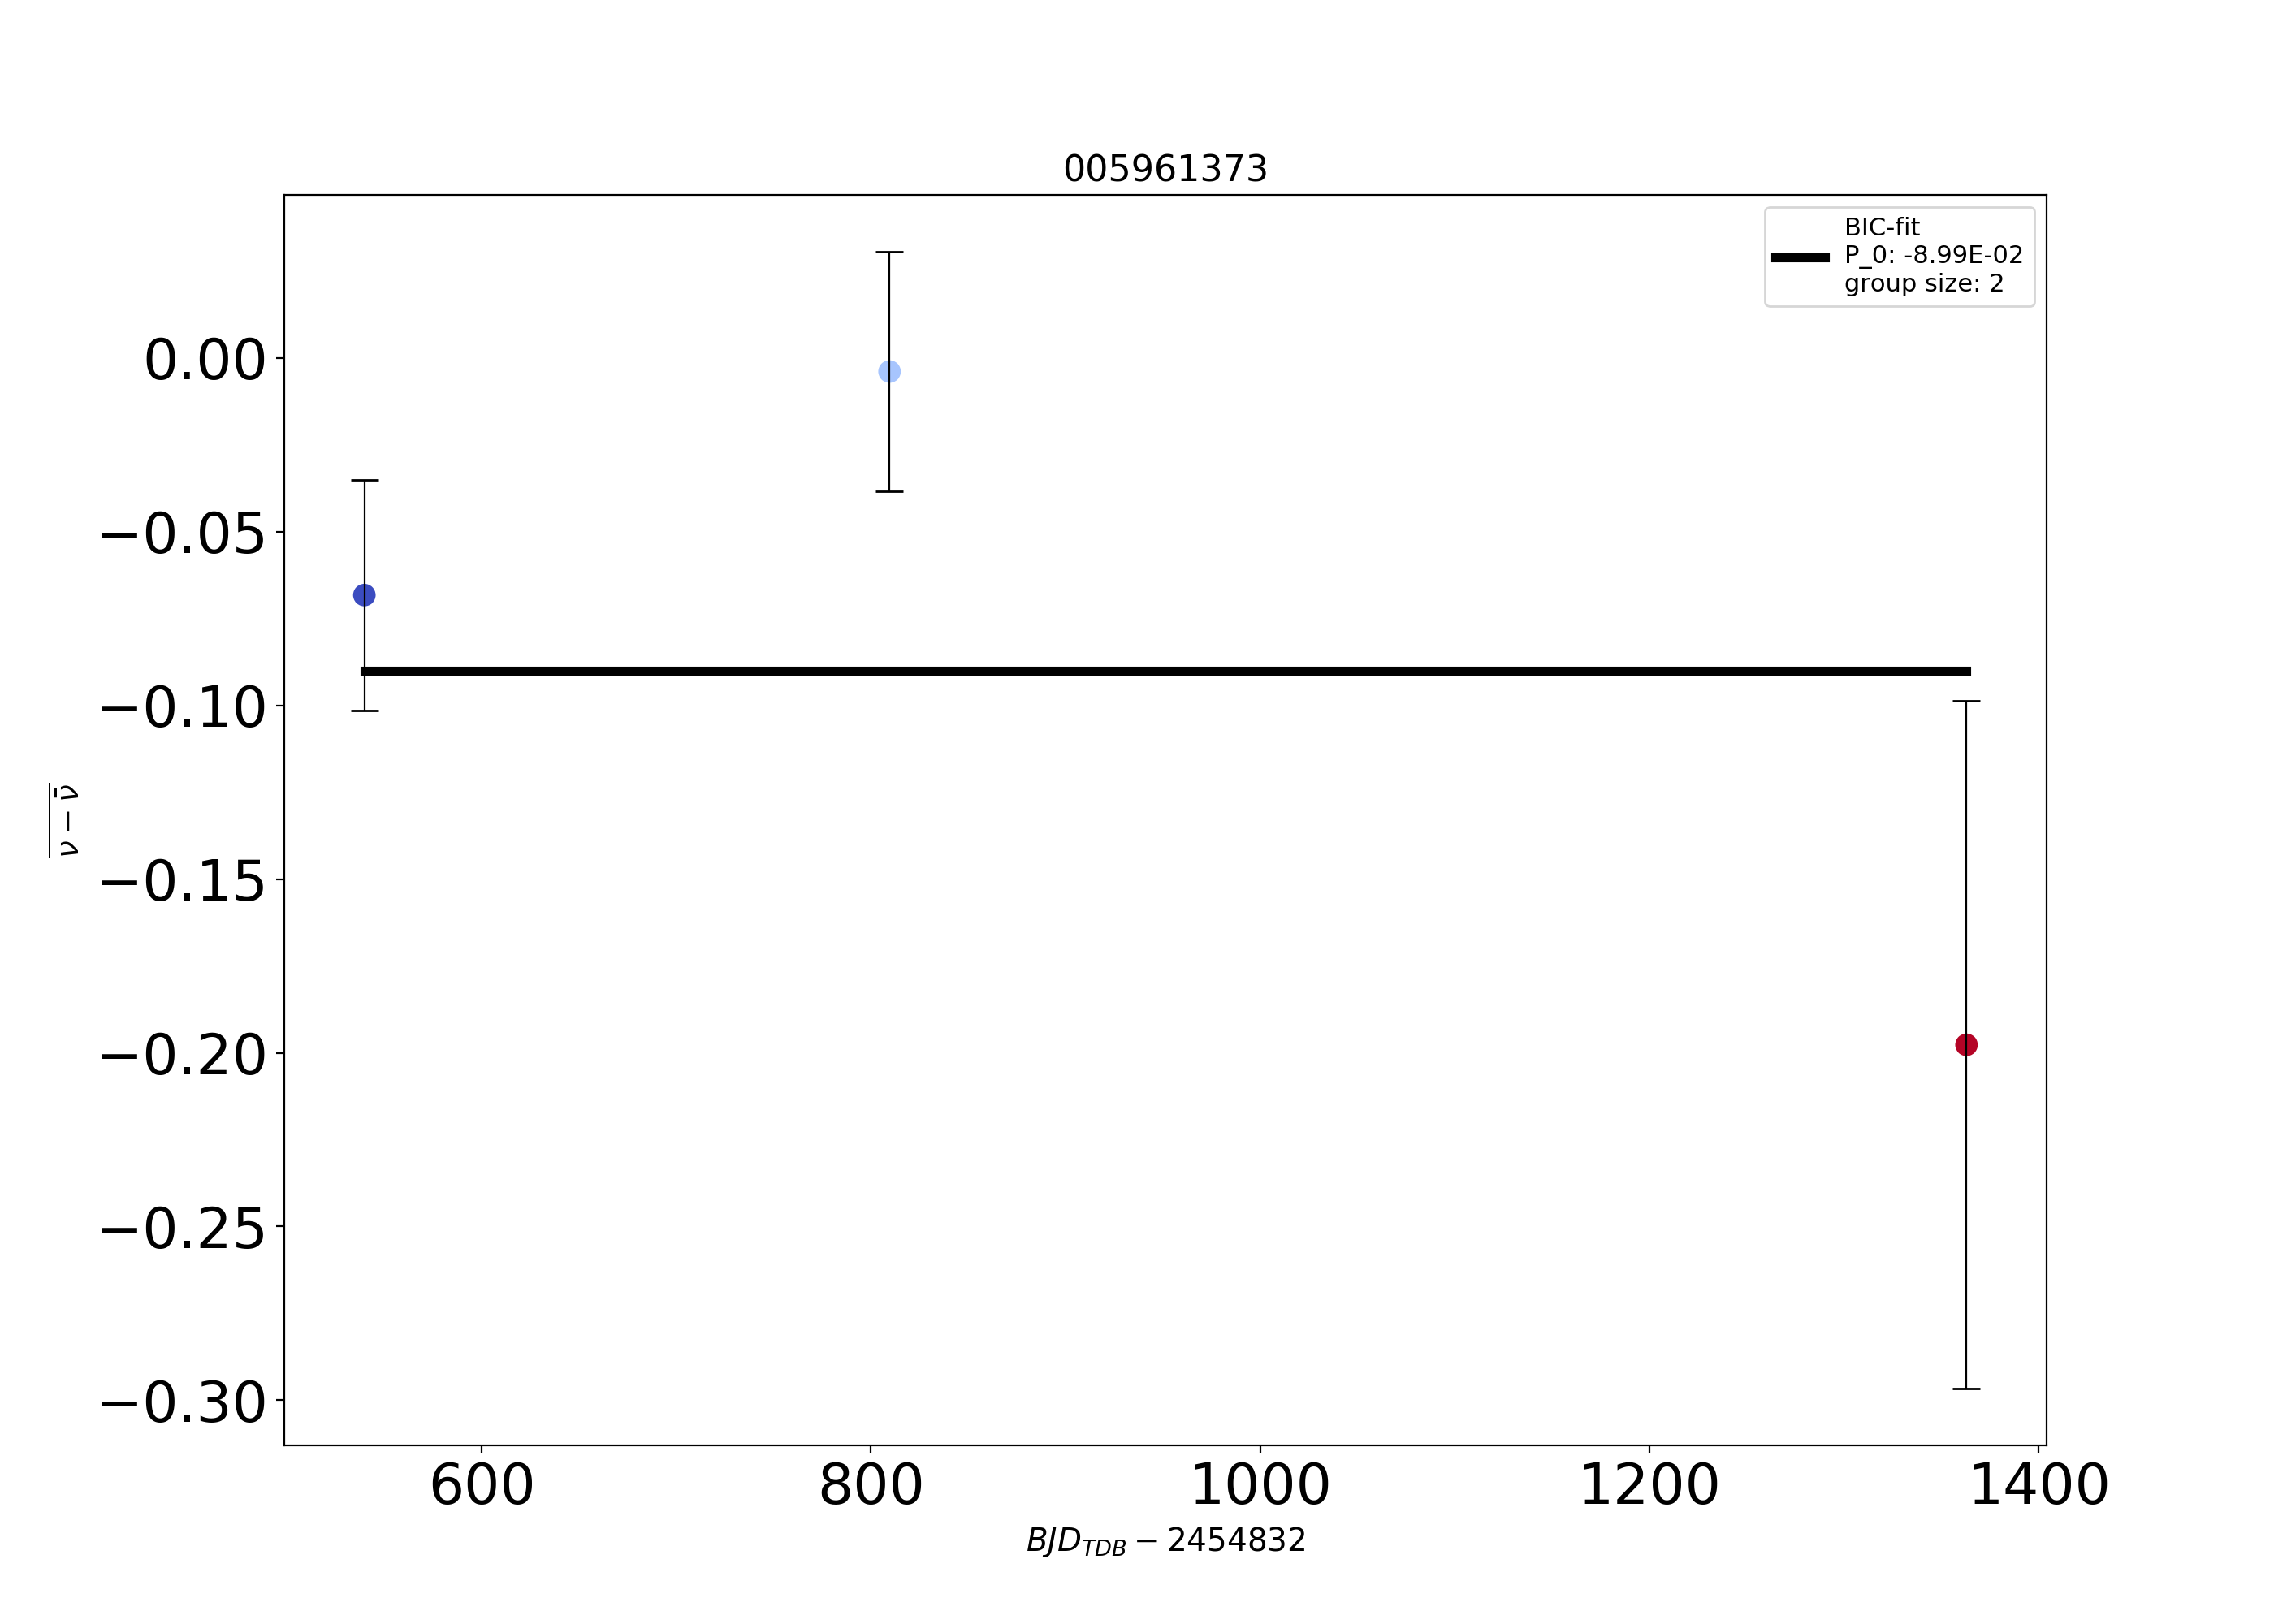 005961373
BIC-fit
P_0: -8.99E-02
group size: 2
0.00
−0.05
−0.10
−0.15
−0.20
−0.25
−0.30
ν − ν̄
600 800 1000 1200 1400
BJD_TDB − 2454832